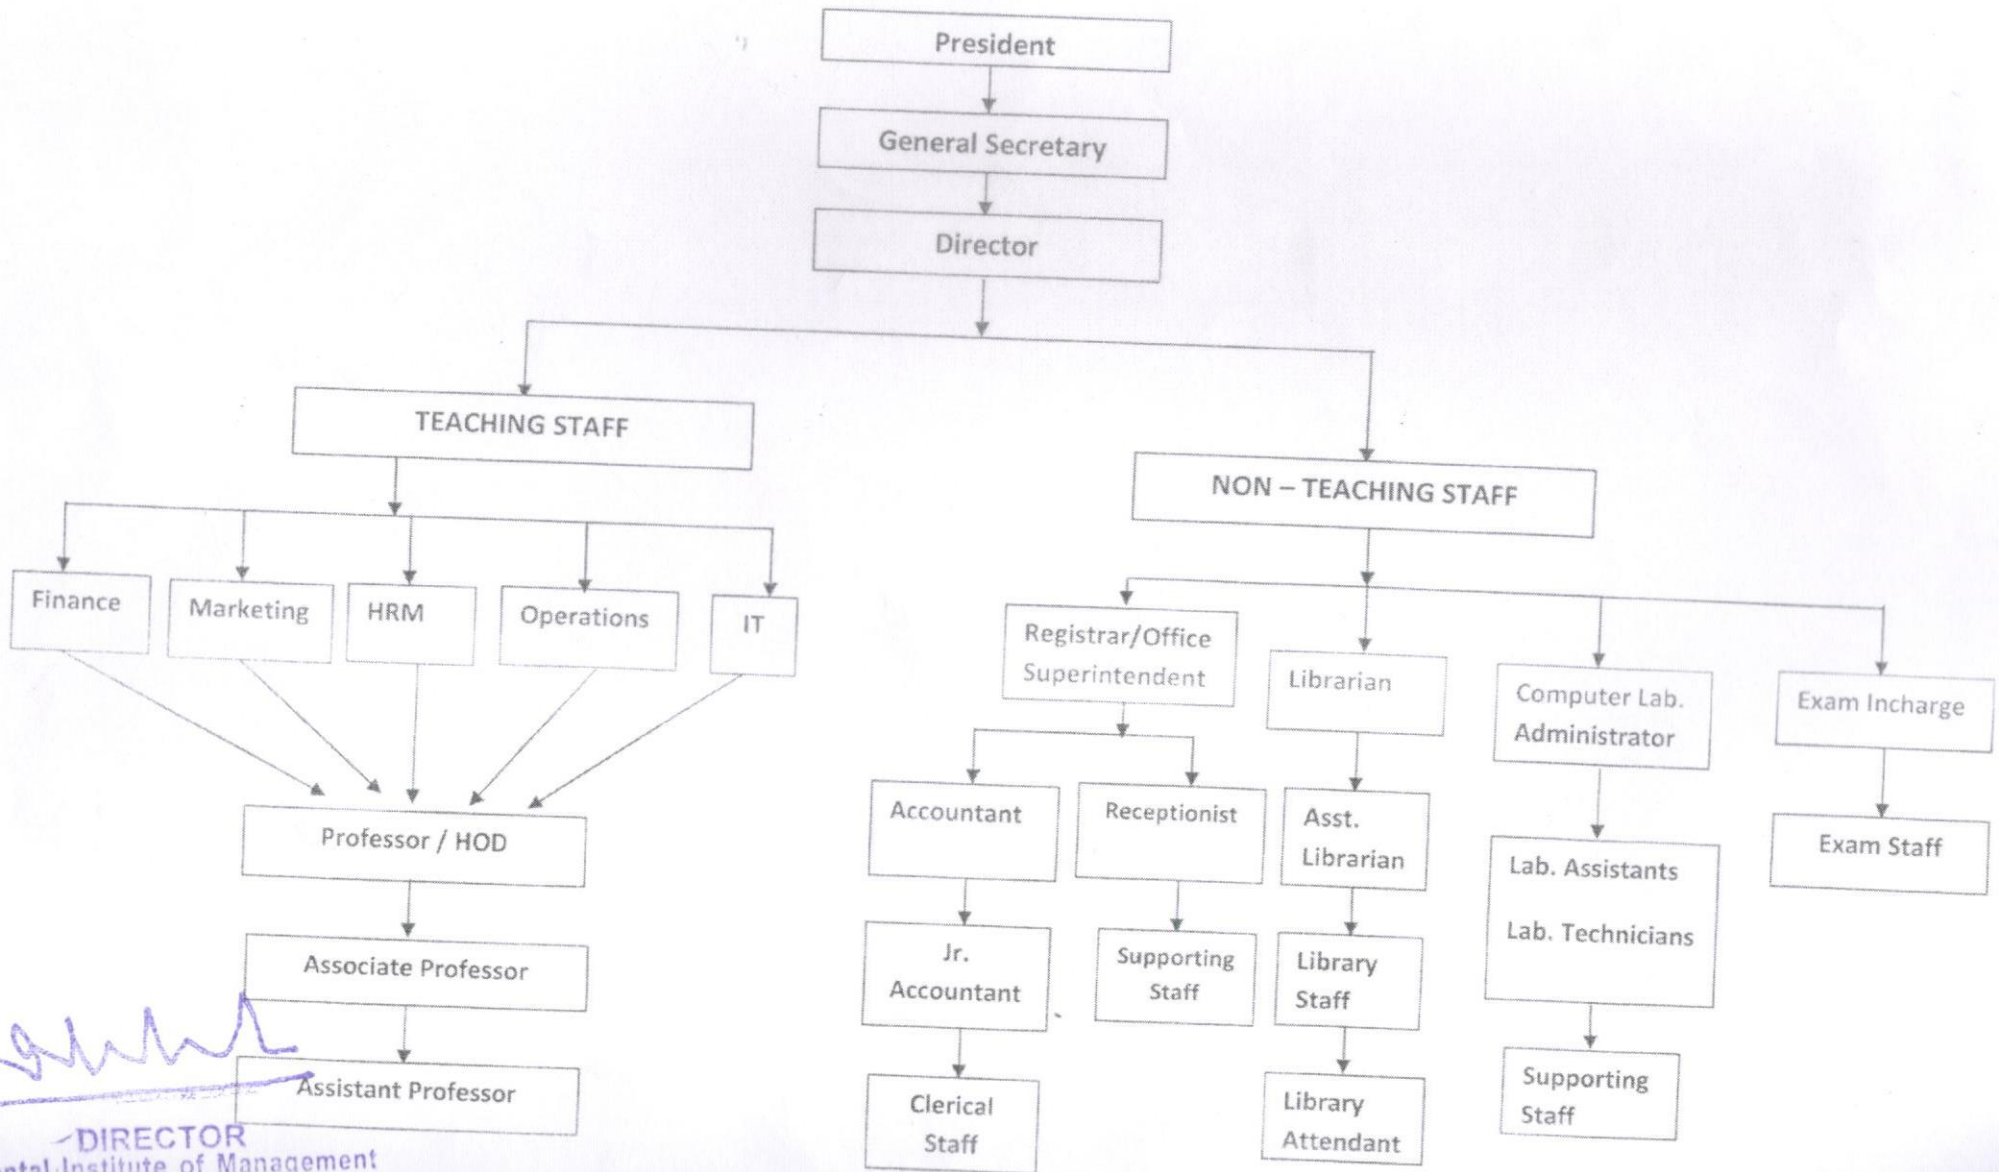 President
General Secretary
Director
TEACHING STAFF
NON – TEACHING STAFF
Finance
Marketing
HRM
Operations
IT
Registrar/Office
Superintendent
Librarian
Computer Lab.
Administrator
Exam Incharge
Professor / HOD
Accountant
Receptionist
Asst.
Librarian
Lab. Assistants
Lab. Technicians
Exam Staff
Associate Professor
Jr.
Accountant
Supporting
Staff
Library
Staff
Supporting
Staff
Assistant Professor
Clerical
Staff
Library
Attendant
DIRECTOR
Institute of Management